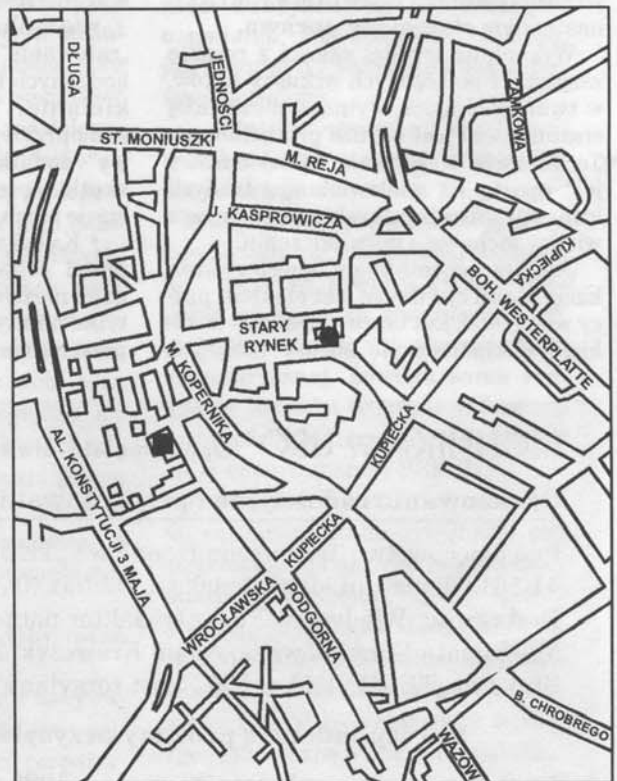 DŁUGA
JEDNOŚCI
ZAMKOWA
ST. MONIUSZKI
M. REJA
J. KASPROWICZA
KUPIECKA
BOH. WESTERPLATTE
STARY
RYNEK
M. KOPERNIKA
KUPIECKA
AL. KONSTYTUCJI 3 MAJA
KUPIECKA
WROCŁAWSKA
PODGÓRNA
B. CHROBREGO
WAZÓW